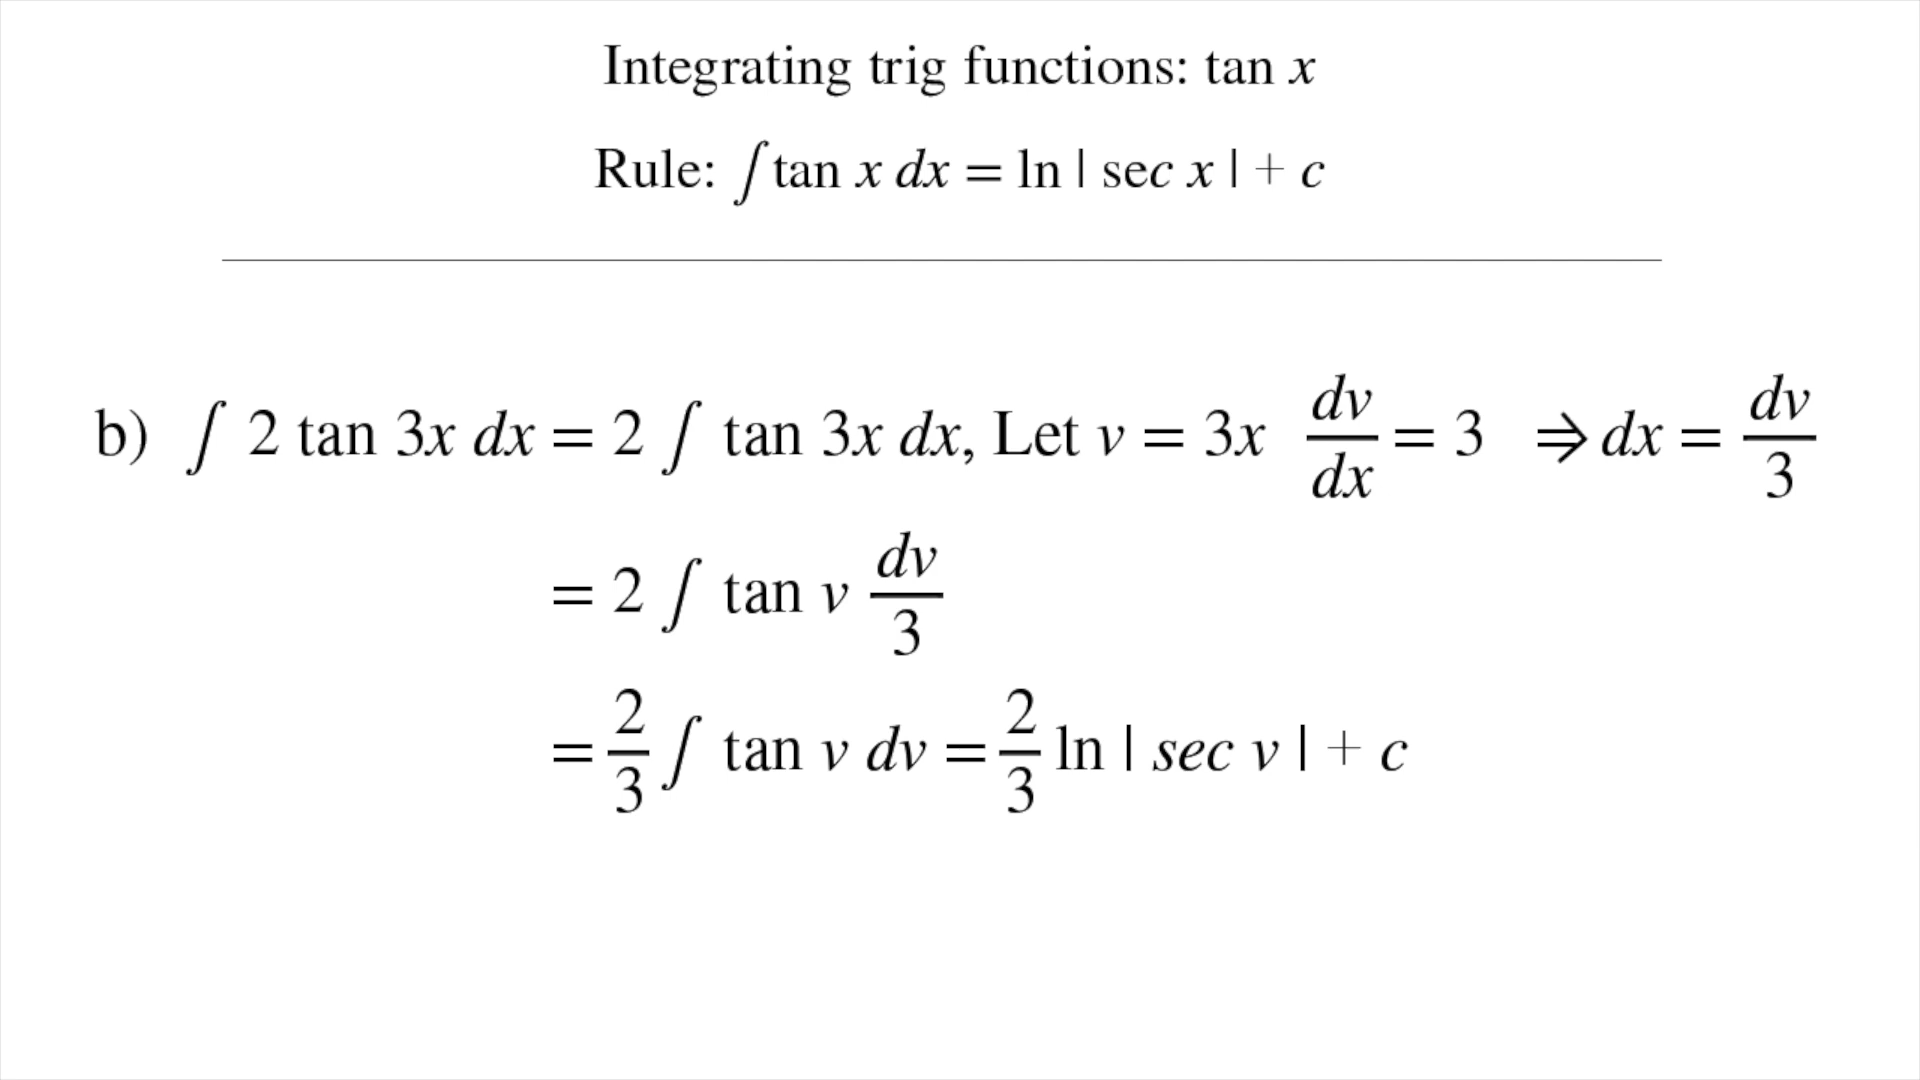 Integrating trig functions: tan x
Rule: ∫ tan x dx = ln | sec x | + c
b) ∫ 2 tan 3x dx = 2 ∫ tan 3x dx, Let v = 3x dv/dx = 3 ⇒ dx = dv/3
= 2 ∫ tan v dv/3
= 2/3 ∫ tan v dv = 2/3 ln | sec v | + c